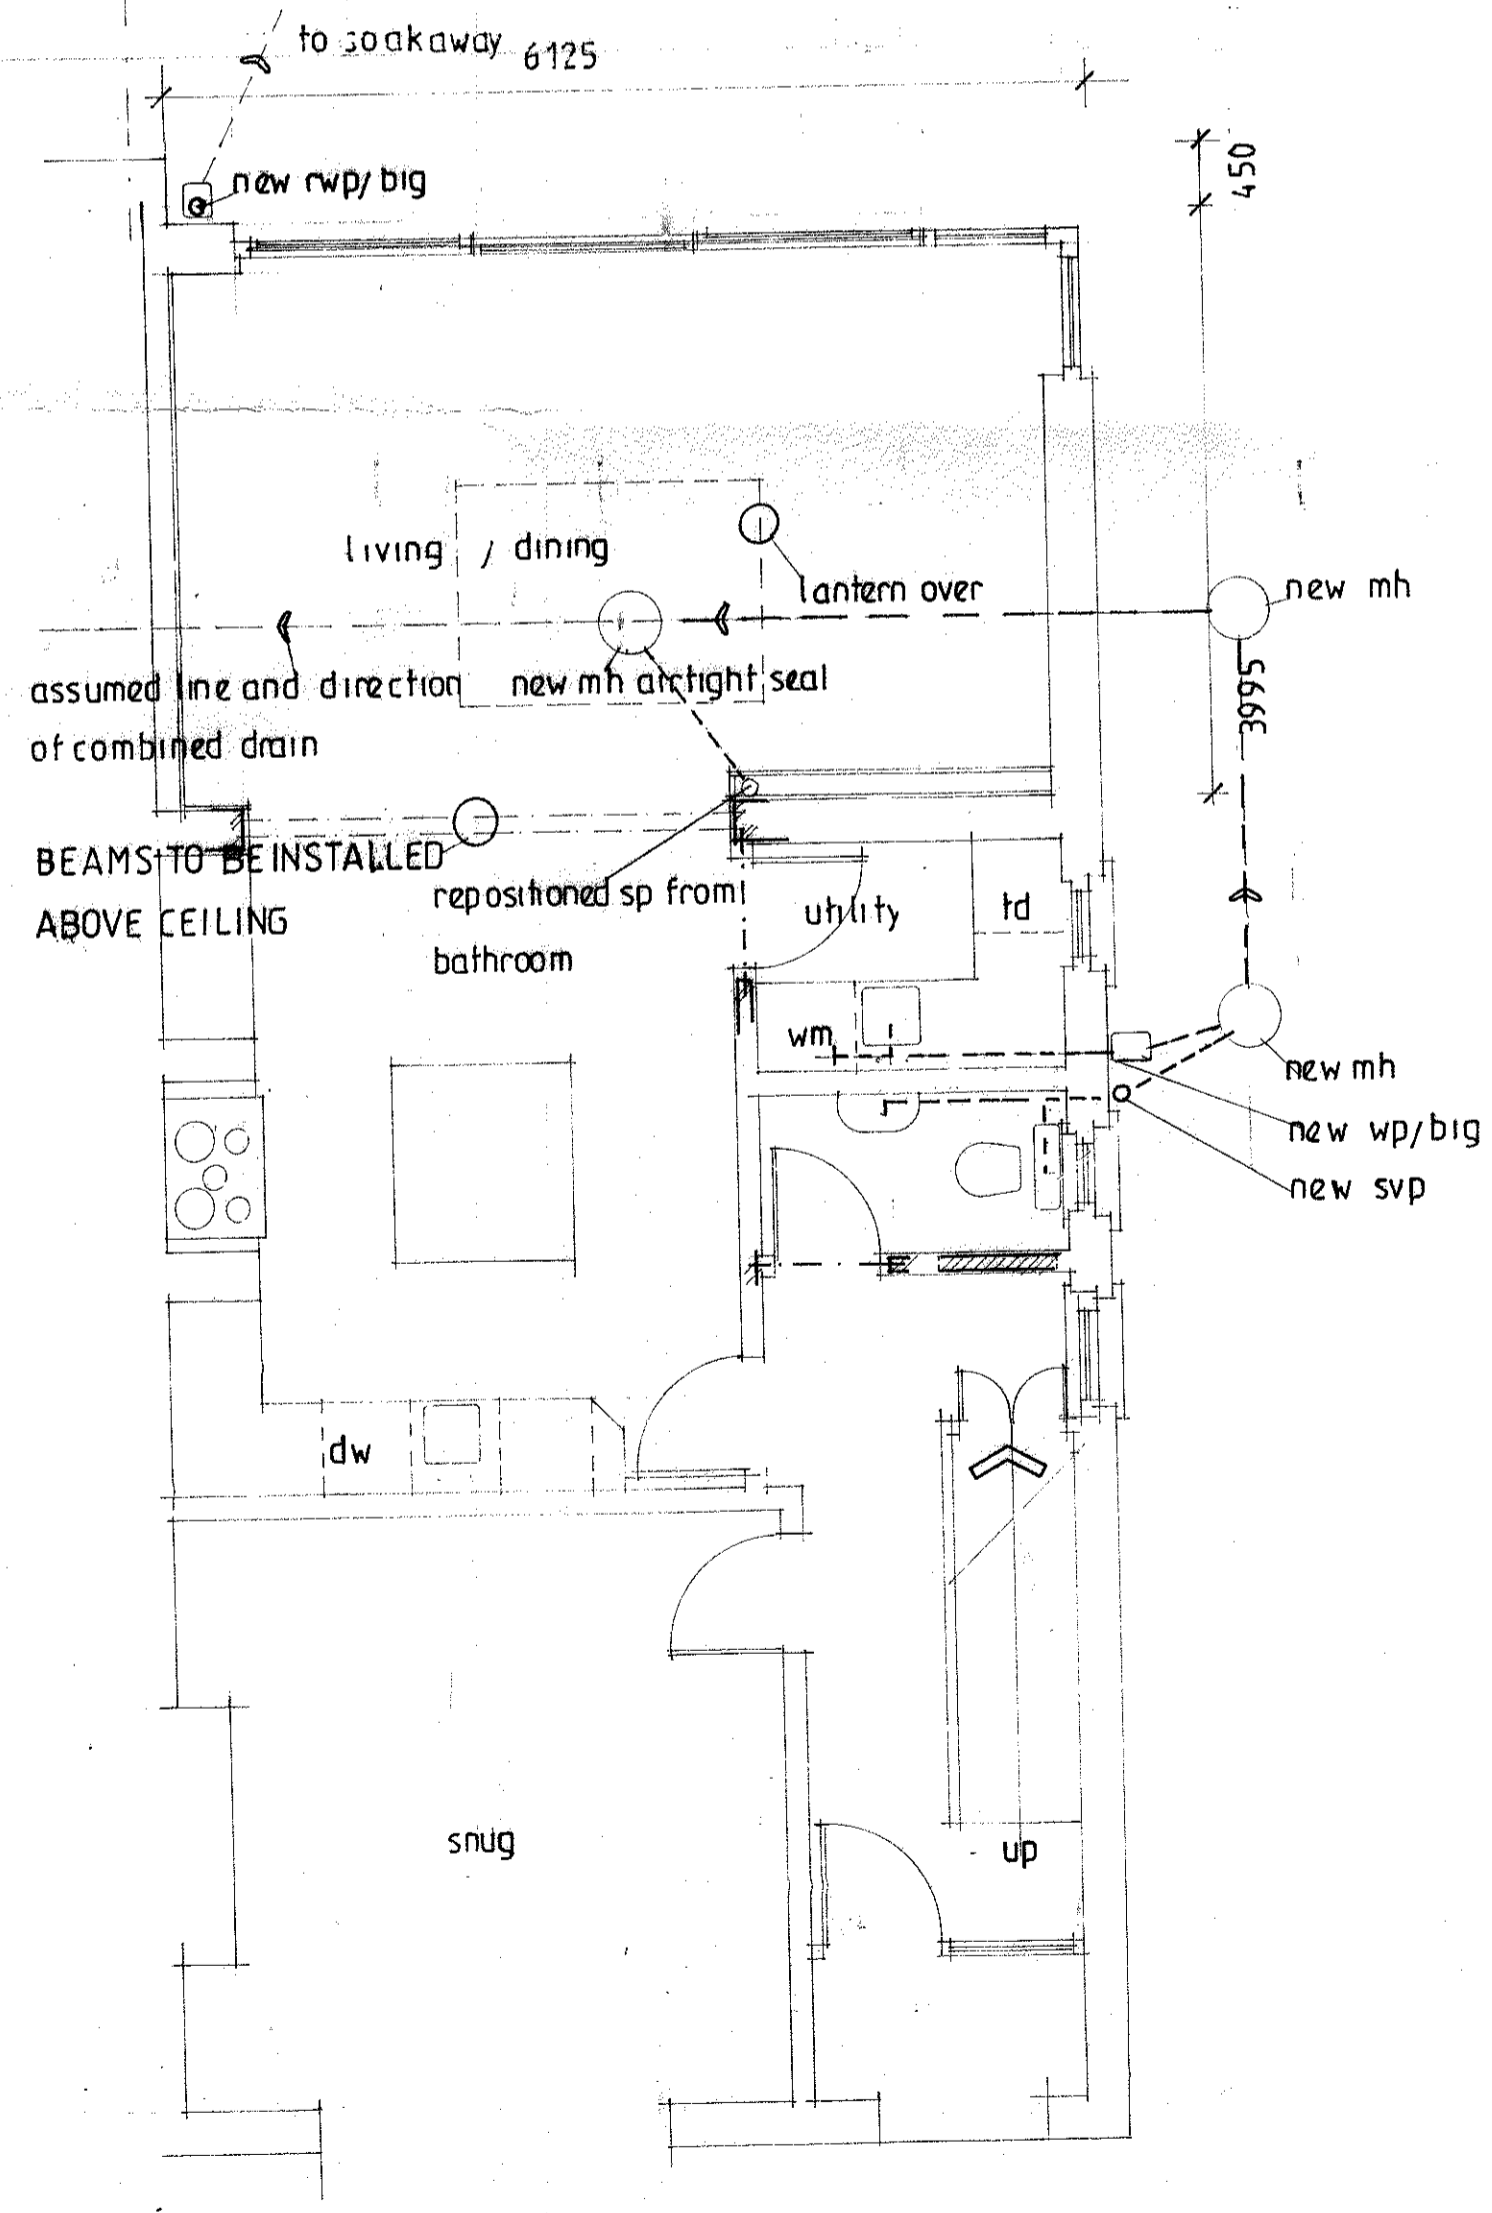 to soakaway
6125
450
new rwp/big
living / dining
lantern over
new mh
assumed line and direction
of combined drain
new mh airtight seal
3995
BEAMS TO BE INSTALLED
ABOVE CEILING
repositioned sp from
bathroom
utility
td
wm
new mh
new wp/big
new svp
dw
snug
up